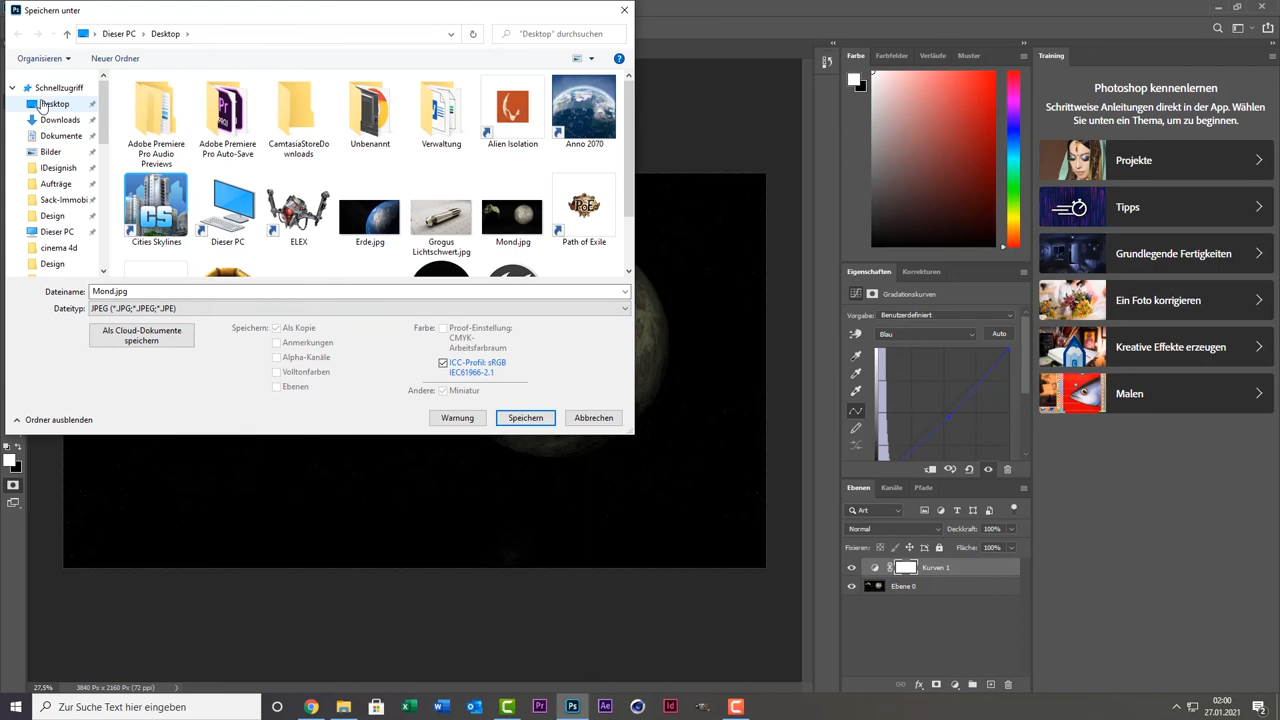 Speichern unter
Dieser PC
Desktop
"Desktop" durchsuchen
Organisieren
Neuer Ordner
Schnellzugriff
Desktop
Downloads
Dokumente
Bilder
IDesignish
Aufträge
Sack-Immobi
Design
Dieser PC
cinema 4d
Design
Adobe Premiere Pro Audio Previews
Adobe Premiere Pro Auto-Save
CamtasiaStoreDownloads
Unbenannt
Verwaltung
Alien Isolation
Anno 2070
Cities Skylines
Dieser PC
ELEX
Erde.jpg
Grogus Lichtschwert.jpg
Mond.jpg
Path of Exile
Dateiname:
Mond.jpg
Dateityp:
JPEG (*.JPG;*.JPEG;*.JPE)
Als Cloud-Dokumente speichern
Speichern:
Als Kopie
Anmerkungen
Alpha-Kanäle
Volltonfarben
Ebenen
Farbe:
Proof-Einstellung:
CMYK-
Arbeitsfarbraum
ICC-Profil: sRGB
IEC61966-2.1
Andere:
Miniatur
Ordner ausblenden
Warnung
Speichern
Abbrechen
27,5%
3840 Px x 2160 Px (72 ppi)
Farbe
Farbfelder
Verläufe
Muster
Eigenschaften
Korrekturen
Gradationskurven
Vorgabe:
Benutzerdefiniert
Blau
Auto
Ebenen
Kanäle
Pfade
Art
Normal
Deckkraft:
100%
Fixieren:
Fläche:
100%
Kurven 1
Ebene 0
Training
Photoshop kennenlernen
Schrittweise Anleitungen direkt in der App. Wählen
Sie unten ein Thema, um zu beginnen.
Projekte
Tipps
Grundlegende Fertigkeiten
Ein Foto korrigieren
Kreative Effekte erzeugen
Malen
Zur Suche Text hier eingeben
02:00
27.01.2021